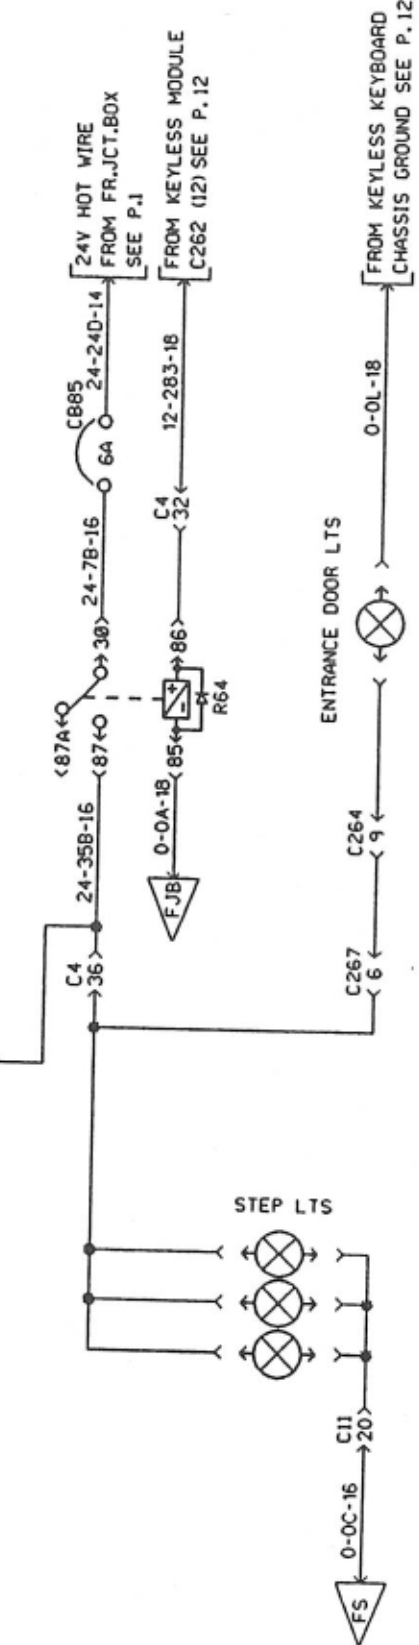 24V HOT WIRE
FROM FR.JCT.BOX
SEE P.1
24-24D-14
CB85
6A
24-7B-16
30
<87A
<87
24-35B-16
C4
36
FROM KEYLESS MODULE
C262 (12) SEE P.12
12-283-18
C4
32
86
R64
+
-
85
0-0A-18
FJB
FROM KEYLESS KEYBOARD
CHASSIS GROUND SEE P.12
0-0L-18
ENTRANCE DOOR LTS
C264
9
C267
6
STEP LTS
C11
20
0-0C-16
FS